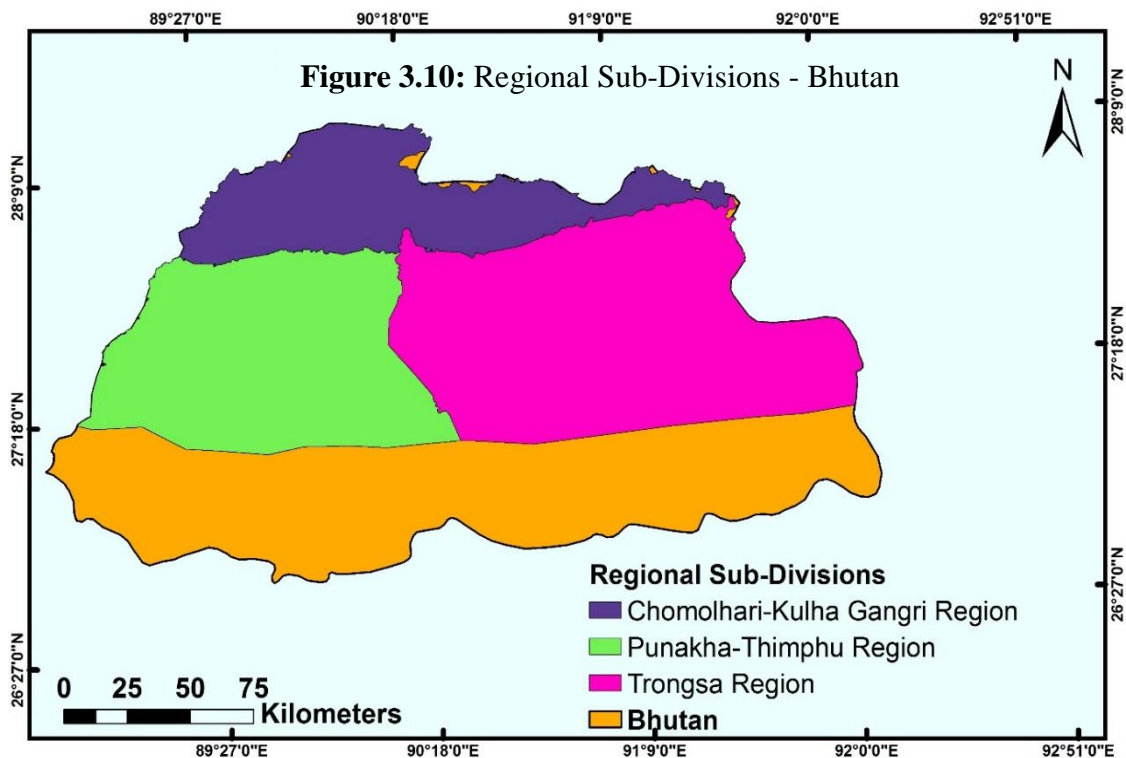 89°27'0"E 90°18'0"E 91°9'0"E 92°0'0"E 92°51'0"E
Figure 3.10: Regional Sub-Divisions - Bhutan
N
28°9'0"N
28°9'0"N
27°18'0"N
27°18'0"N
26°27'0"N
26°27'0"N
Regional Sub-Divisions
Chomolhari-Kulha Gangri Region
Punakha-Thimphu Region
Trongsa Region
Bhutan
0 25 50 75
Kilometers
89°27'0"E 90°18'0"E 91°9'0"E 92°0'0"E 92°51'0"E